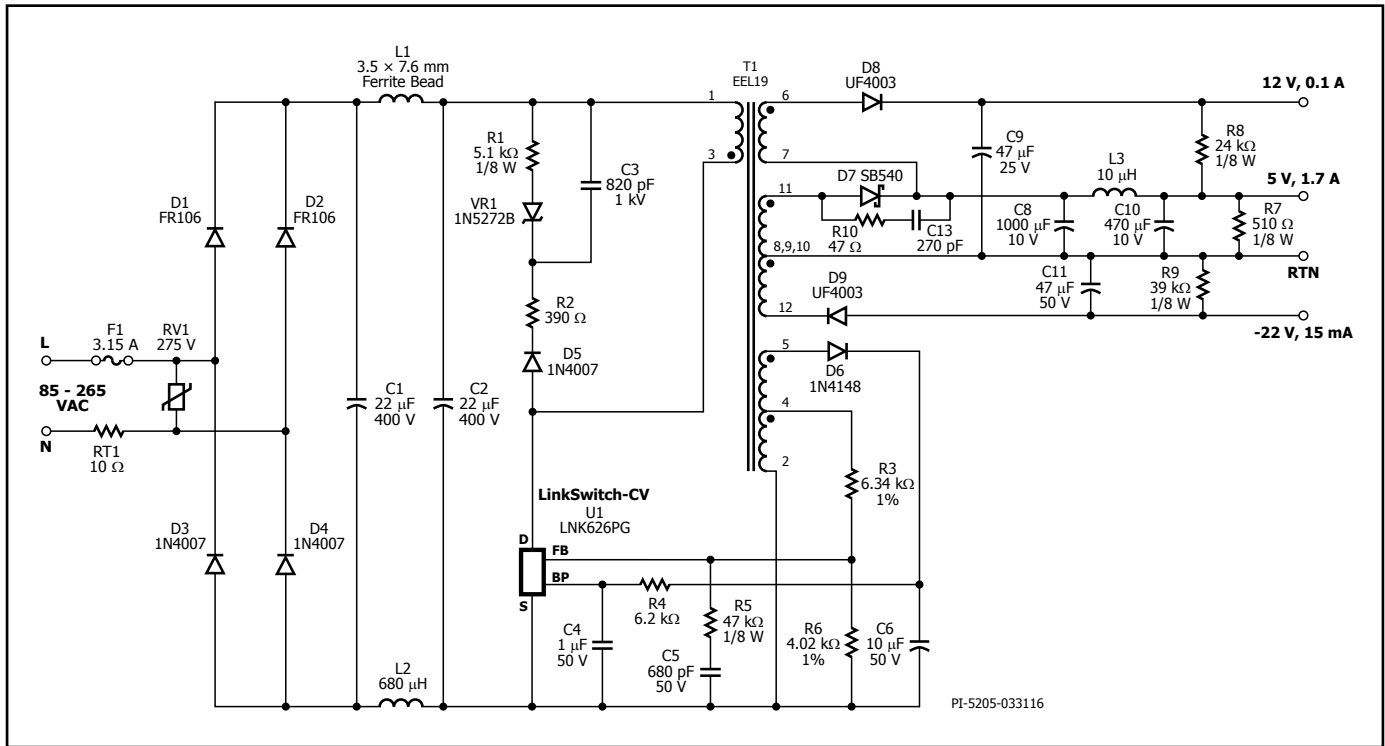 L1
3.5 × 7.6 mm
Ferrite Bead
T1
EEL19
D8
UF4003
12 V, 0.1 A
1
6
3
7
R1
5.1 kΩ
1/8 W
C3
820 pF
1 kV
VR1
1N5272B
C9
47 µF
25 V
R8
24 kΩ
1/8 W
L3
10 µH
D7 SB540
5 V, 1.7 A
11
D1
FR106
D2
FR106
R10
47 Ω
C13
270 pF
C8
1000 µF
10 V
C10
470 µF
10 V
R7
510 Ω
1/8 W
8,9,10
RTN
D9
UF4003
C11
47 µF
50 V
R9
39 kΩ
1/8 W
R2
390 Ω
12
-22 V, 15 mA
F1
3.15 A
RV1
275 V
L
85 - 265
VAC
N
RT1
10 Ω
D5
1N4007
5
D6
1N4148
4
2
C1
22 µF
400 V
C2
22 µF
400 V
R3
6.34 kΩ
1%
LinkSwitch-CV
U1
LNK626PG
D
FB
BP
S
D3
1N4007
D4
1N4007
R4
6.2 kΩ
R5
47 kΩ
1/8 W
C4
1 µF
50 V
C5
680 pF
50 V
R6
4.02 kΩ
1%
C6
10 µF
50 V
L2
680 µH
PI-5205-033116